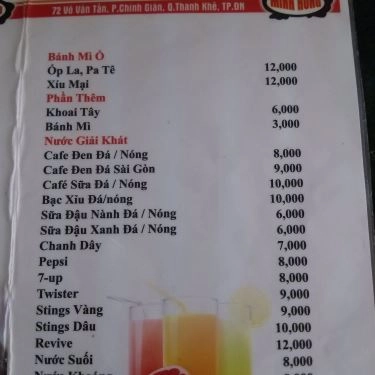 72 Võ Văn Tần, P.Chính Gián, Q.Thanh Khê, TP.ĐN
Bánh Mì Ổ
Ốp La, Pa Tê 12,000
Xíu Mại 12,000
Phần Thêm
Khoai Tây 6,000
Bánh Mì 3,000
Nước Giải Khát
Cafe Đen Đá / Nóng 8,000
Cafe Đen Đá Sài Gòn 9,000
Café Sữa Đá / Nóng 10,000
Bạc Xĩu Đá/nóng 10,000
Sữa Đậu Nành Đá / Nóng 6,000
Sữa Đậu Xanh Đá / Nóng 6,000
Chanh Dây 7,000
Pepsi 8,000
7-up 8,000
Twister 9,000
Stings Vàng 9,000
Stings Dâu 10,000
Revive 12,000
Nước Suối 8,000
Nước Khoáng